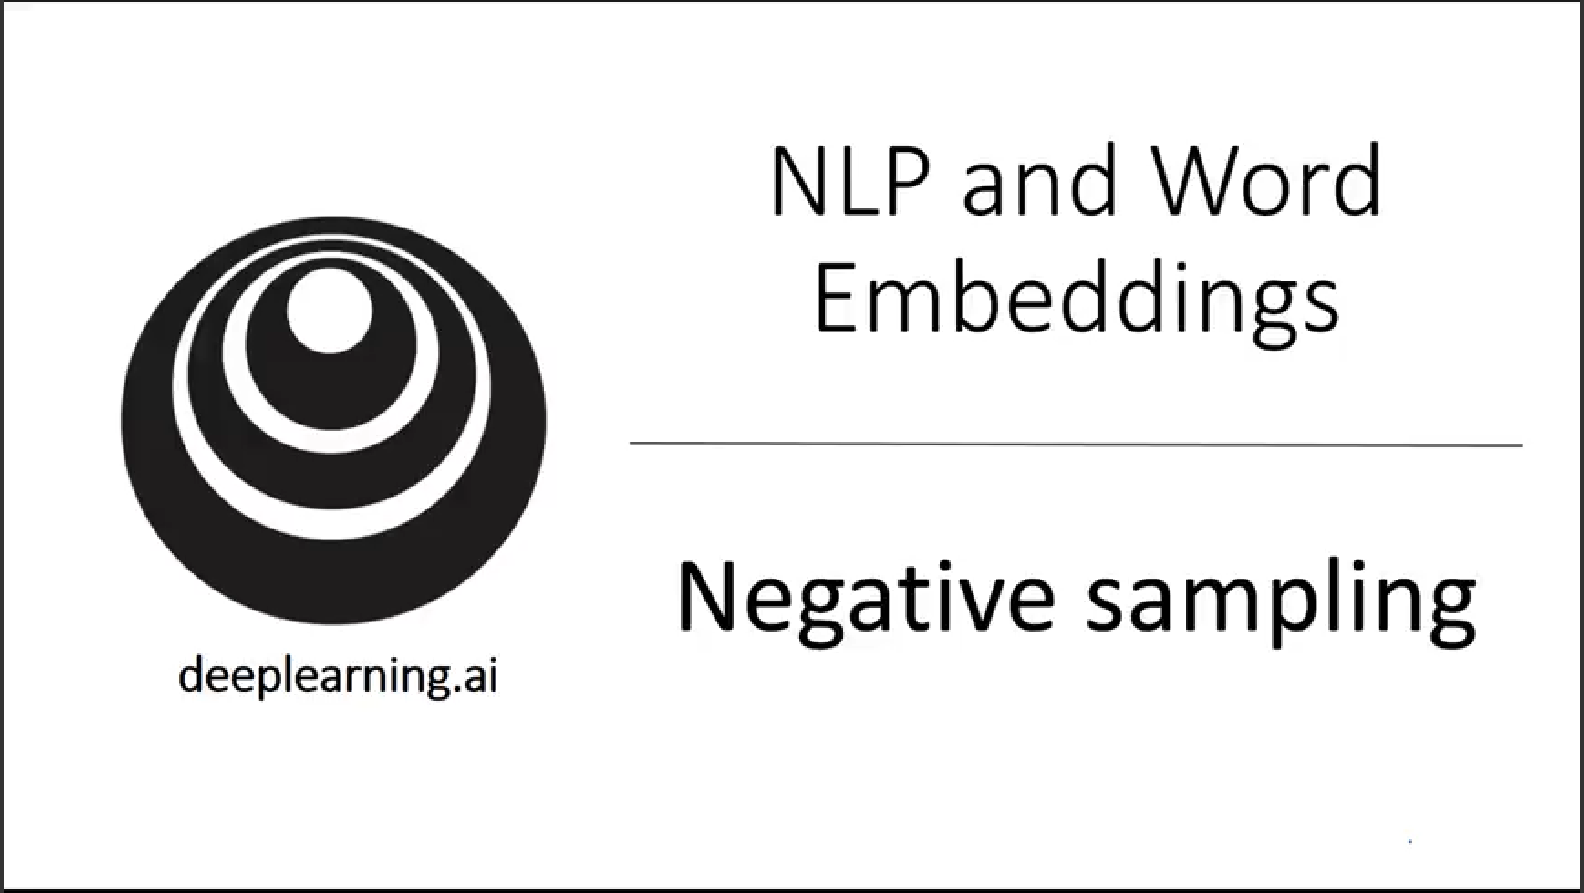 NLP and Word
Embeddings
Negative sampling
deeplearning.ai